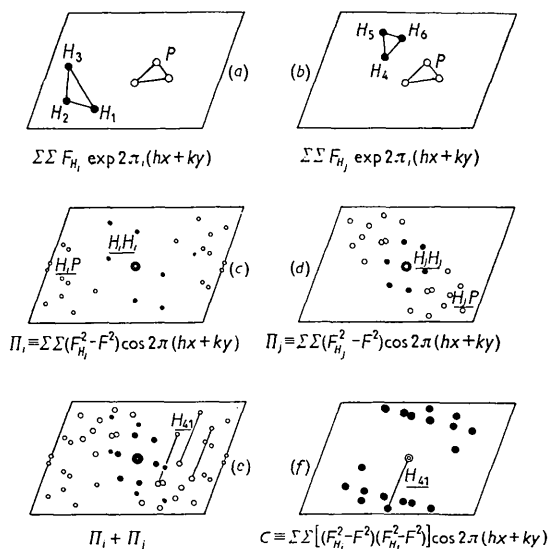 H₃ P H₂ H₁ (a)
H₅ H₆ H₄ P (b)
ΣΣ F_{H_i} exp 2π_i (hx + ky)
ΣΣ F_{H_j} exp 2π_i (hx + ky)
H_iH_i H_iP (c)
H_jH_j H_jP (d)
Π_i ≡ ΣΣ(F²_{H_i} - F²) cos 2π (hx + ky)
Π_j ≡ ΣΣ(F²_{H_j} - F²) cos 2π (hx + ky)
H₄₁ (e)
H₄₁ (f)
Π_i + Π_j
C ≡ ΣΣ[(F²_{H_i} - F²)(F²_{H_j} - F²)] cos 2π (hx + ky)